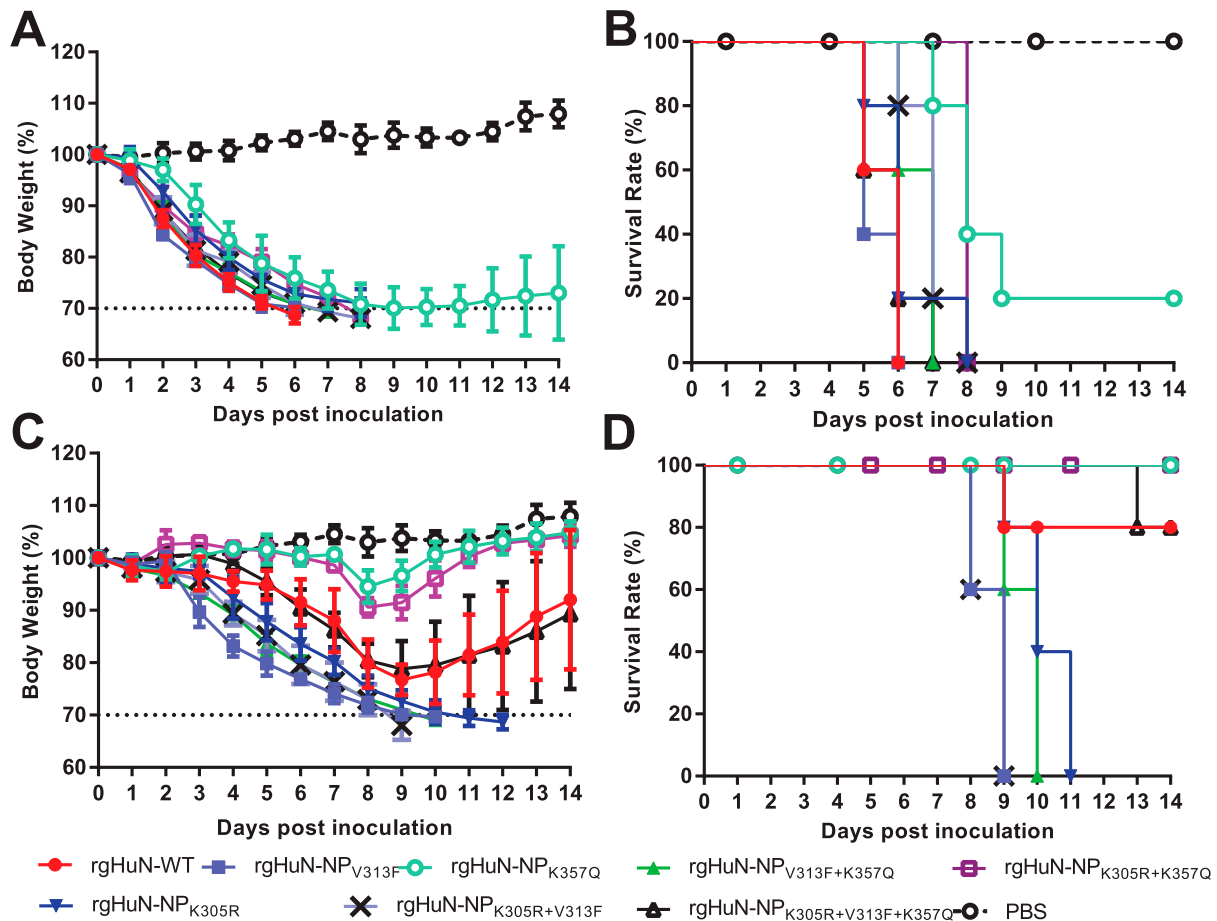 A
Body Weight (%)
120
110
100
90
80
70
60
0 1 2 3 4 5 6 7 8 9 10 11 12 13 14
Days post inoculation
B
Survival Rate (%)
100
80
60
40
20
0
0 1 2 3 4 5 6 7 8 9 10 11 12 13 14
Days post inoculation
C
Body Weight (%)
120
110
100
90
80
70
60
0 1 2 3 4 5 6 7 8 9 10 11 12 13 14
Days post inoculation
D
Survival Rate (%)
100
80
60
40
20
0
0 1 2 3 4 5 6 7 8 9 10 11 12 13 14
Days post inoculation
rgHuN-WT
rgHuN-NPV313F
rgHuN-NPK357Q
rgHuN-NPV313F+K357Q
rgHuN-NPK305R+K357Q
rgHuN-NPK305R
rgHuN-NPK305R+V313F
rgHuN-NPK305R+V313F+K357Q
PBS